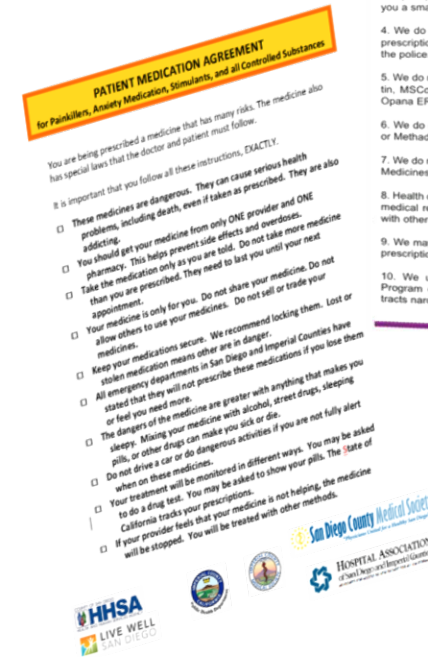 PATIENT MEDICATION AGREEMENT
for Painkillers, Anxiety Medication, Stimulants, and all Controlled Substances
You are being prescribed a medicine that has many risks. The medicine also
has special laws that the doctor and patient must follow.
It is important that you follow all these instructions, EXACTLY.
These medicines are dangerous. They can cause serious health
problems, including death, even if taken as prescribed. They are also
addicting.
You should get your medicine from only ONE provider and ONE
pharmacy. This helps prevent side effects and overdoses.
Take the medication only as you are told. Do not take more medicine
than you are prescribed. They need to last you until your next
appointment.
Your medicine is only for you. Do not share your medicine. Do not
allow others to use your medicines. Do not sell or trade your
medicines.
Keep your medications secure. We recommend locking them. Lost or
stolen medication means other are in danger.
All emergency departments in San Diego and Imperial Counties have
stated that they will not prescribe these medications if you lose them
or feel you need more.
The dangers of the medicine are greater with anything that makes you
sleepy. Mixing your medicine with alcohol, street drugs, sleeping
pills, or other drugs can make you sick or die.
Do not drive a car or do dangerous activities if you are not fully alert
when on these medicines.
Your treatment will be monitored in different ways. You may be asked
to do a drug test. You may be asked to show your pills. The State of
California tracks your prescriptions.
If your provider feels that your medicine is not helping, the medicine
will be stopped. You will be treated with other methods.
HHSA
LIVE WELL
SAN DIEGO
San Diego County Medical Socie
HOSPITAL ASSOCIATION
of San Diego and Imperial
you a sma
4. We do
prescripti
the police
5. We do
tin, MSCo
Opana ER
6. We do
or Methad
7. We do
Medicines
8. Health
medical r
with other
9. We ma
prescriptio
10. We u
Program
tracts nar